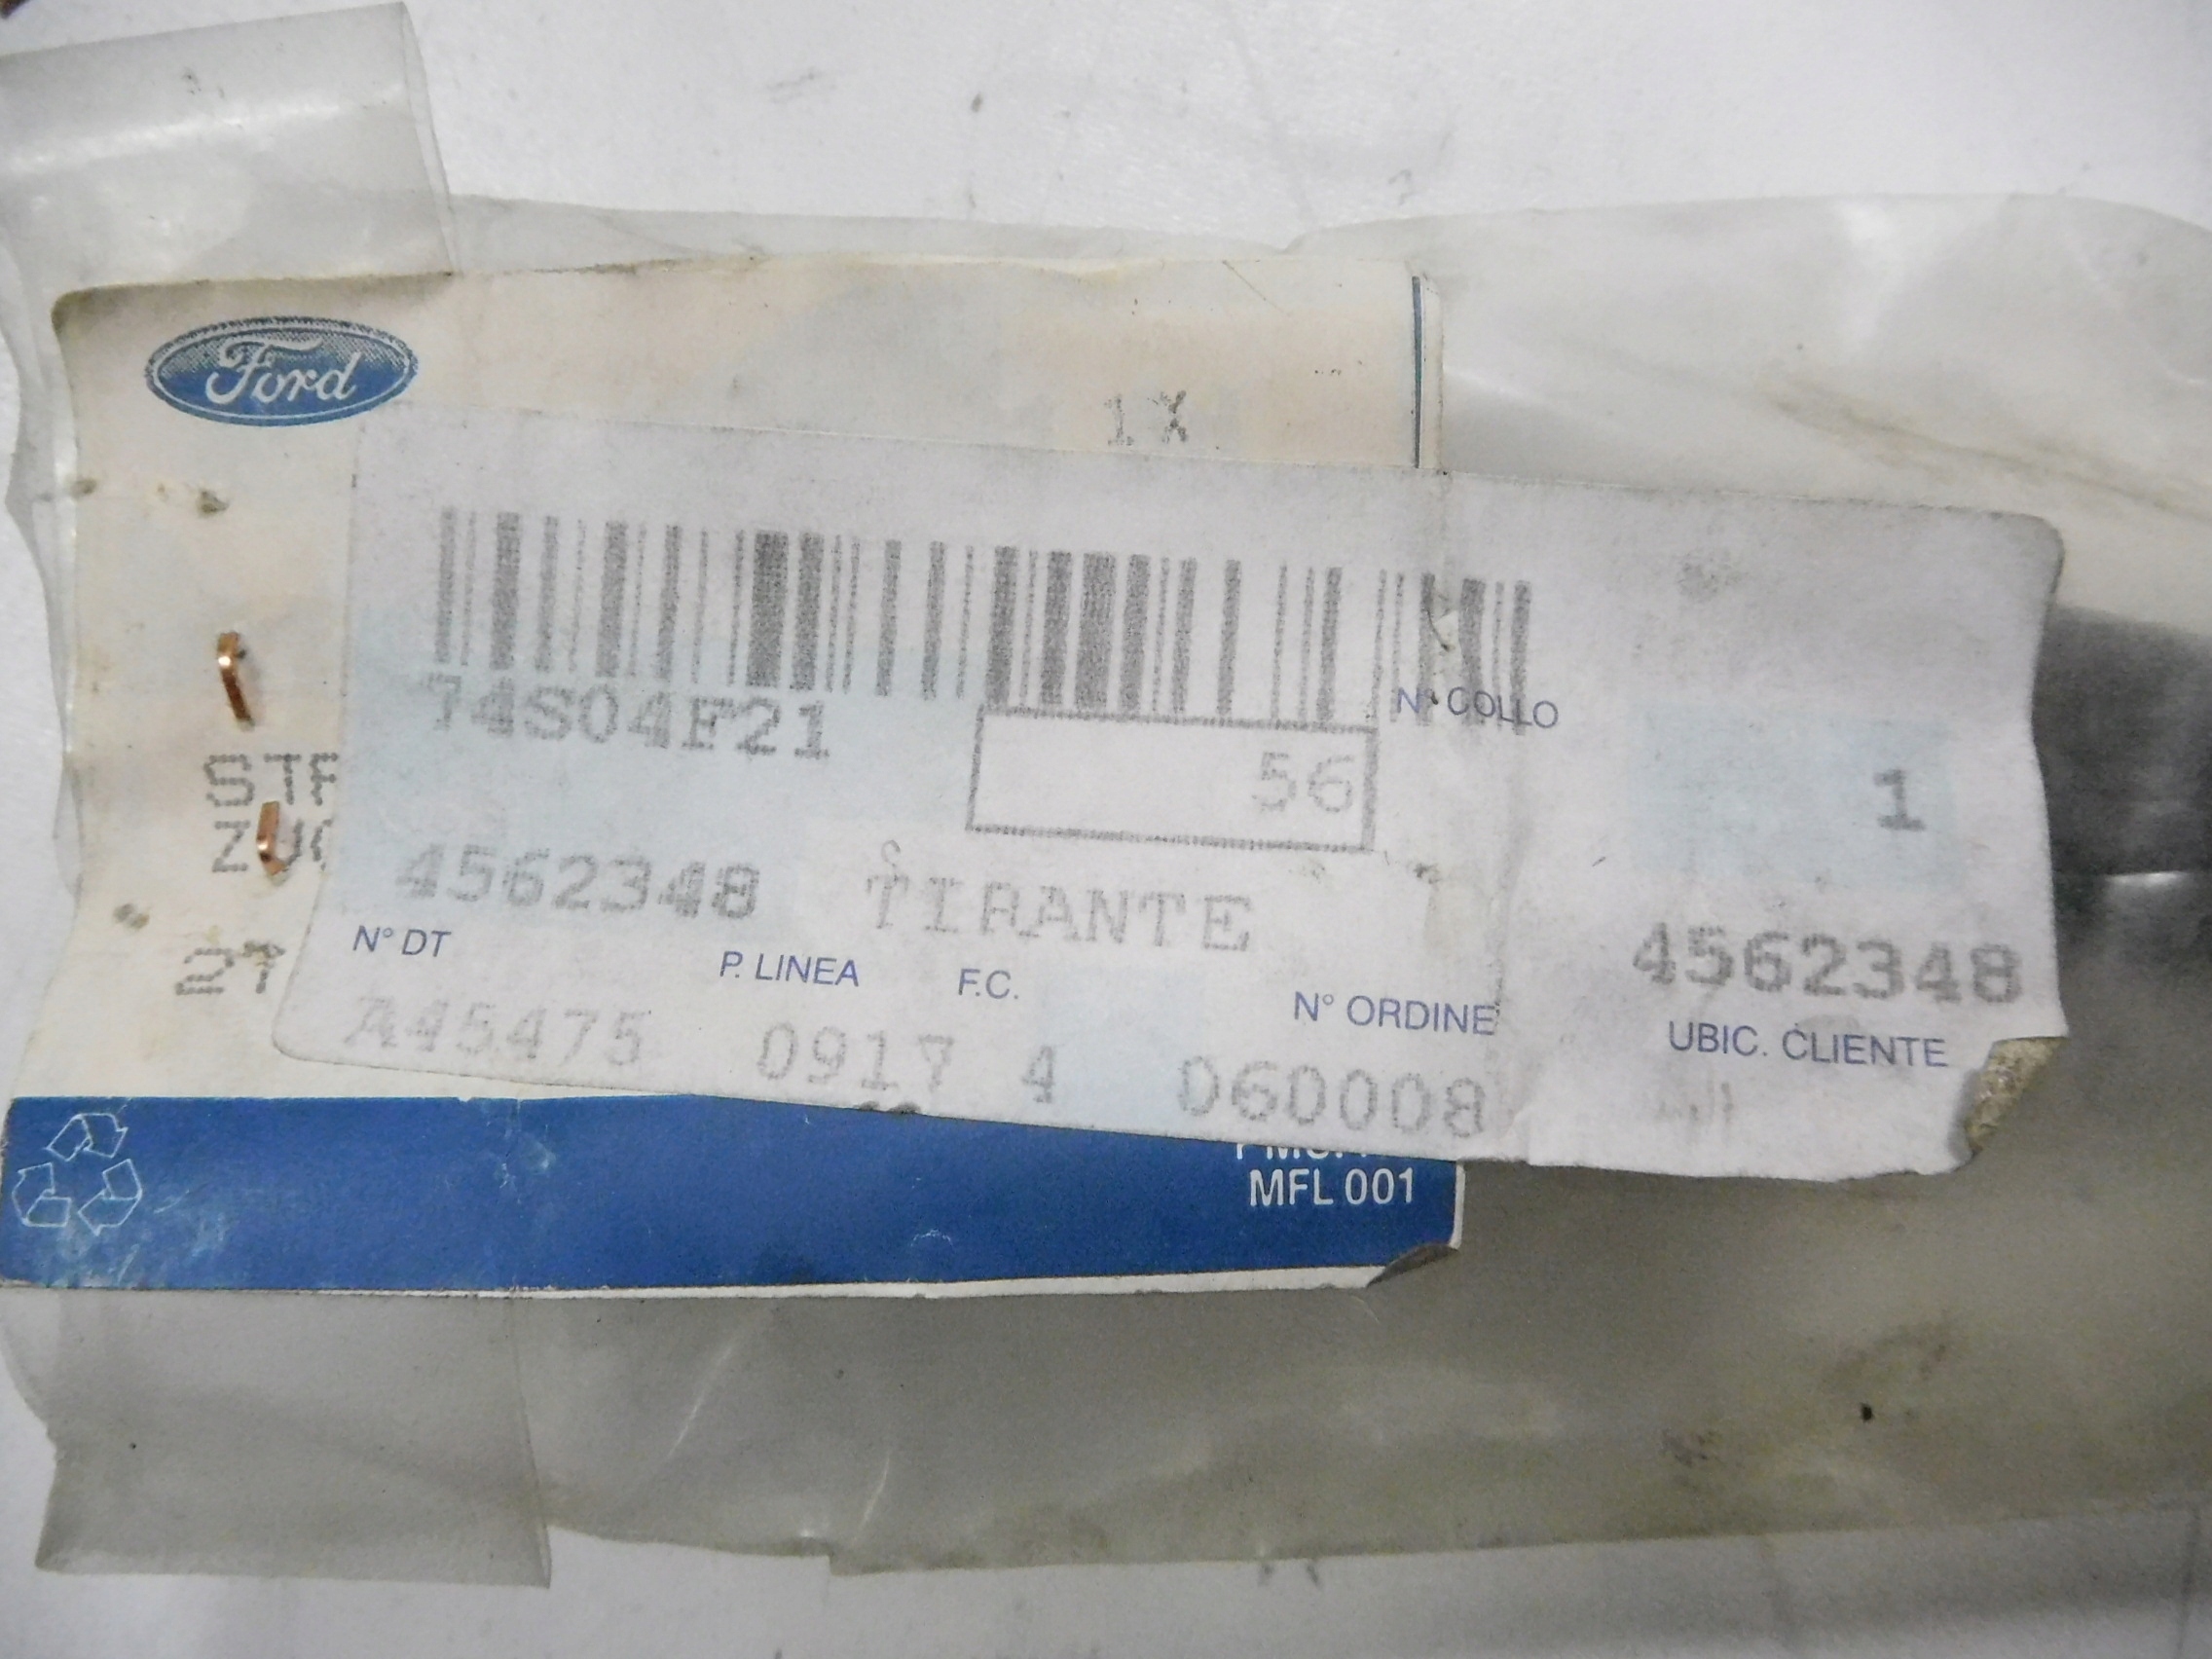 Ford
1X
74S04F21
N° COLLO
56
1
4562348 TIRANTE
4562348
N° DT P. LINEA F.C. N° ORDINE
UBIC. CLIENTE
A45475 0917 4 060008
27
MFL 001